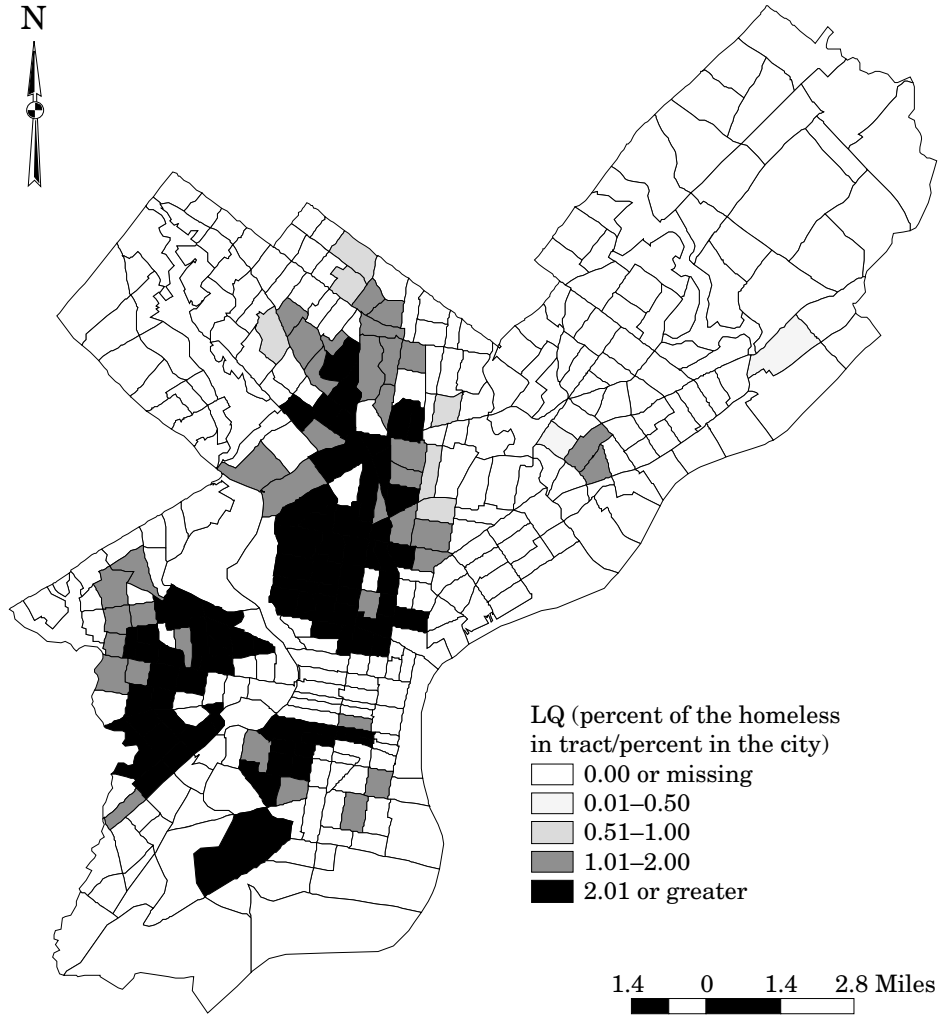 N
LQ (percent of the homeless
in tract/percent in the city)
0.00 or missing
0.01–0.50
0.51–1.00
1.01–2.00
2.01 or greater
1.4 0 1.4 2.8 Miles